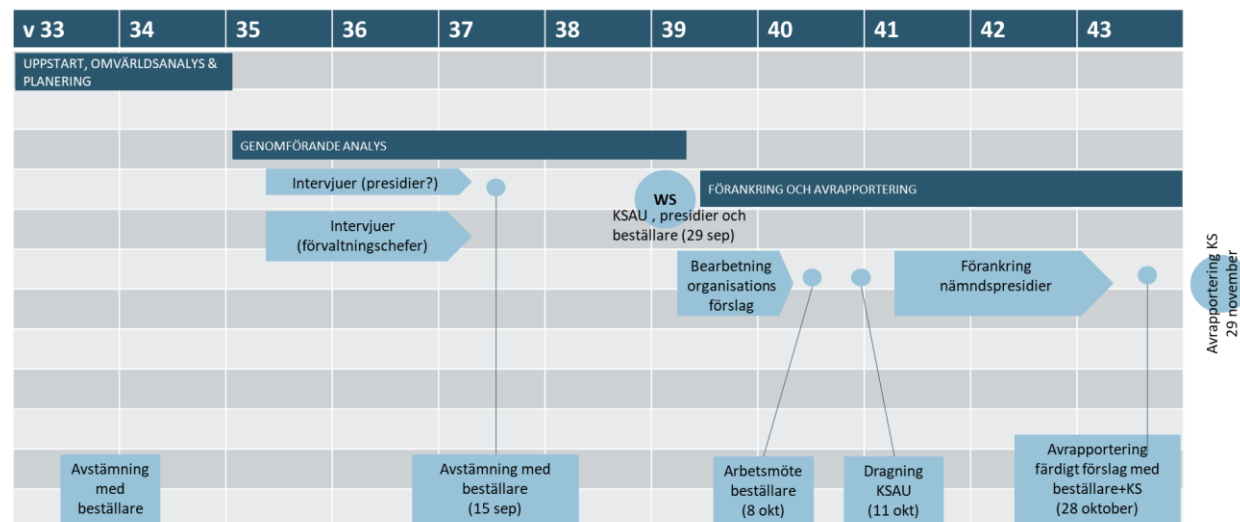 v 33 34 35 36 37 38 39 40 41 42 43
UPPSTART, OMVÄRLDSANALYS &
PLANERING
GENOMFÖRANDE ANALYS
Intervjuer (presidier?)
Intervjuer
(förvaltningschefer)
WS
KSAU , presidier och
beställare (29 sep)
FÖRANKRING OCH AVRAPPORTERING
Bearbetning
organisations
förslag
Förankring
nämndspresidier
Avrapportering KS
29 november
Avstämning
med
beställare
Avstämning med
beställare
(15 sep)
Arbetsmöte
beställare
(8 okt)
Dragning
KSAU
(11 okt)
Avrapportering
färdigt förslag med
beställare+KS
(28 oktober)